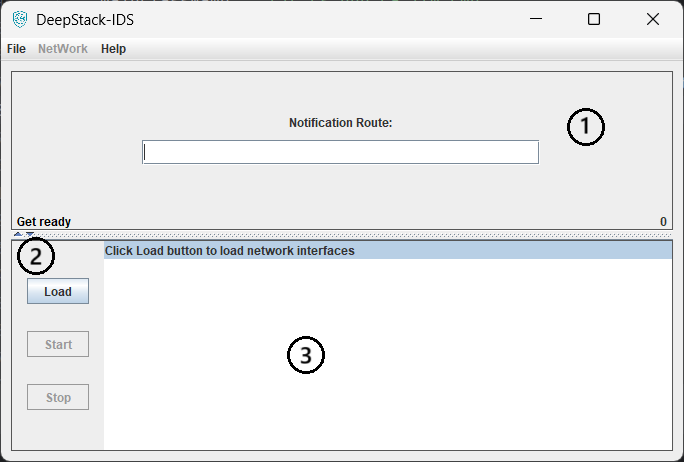 DeepStack-IDS
File NetWork Help
Notification Route:
1
Get ready 0
2
Click Load button to load network interfaces
Load
Start
3
Stop